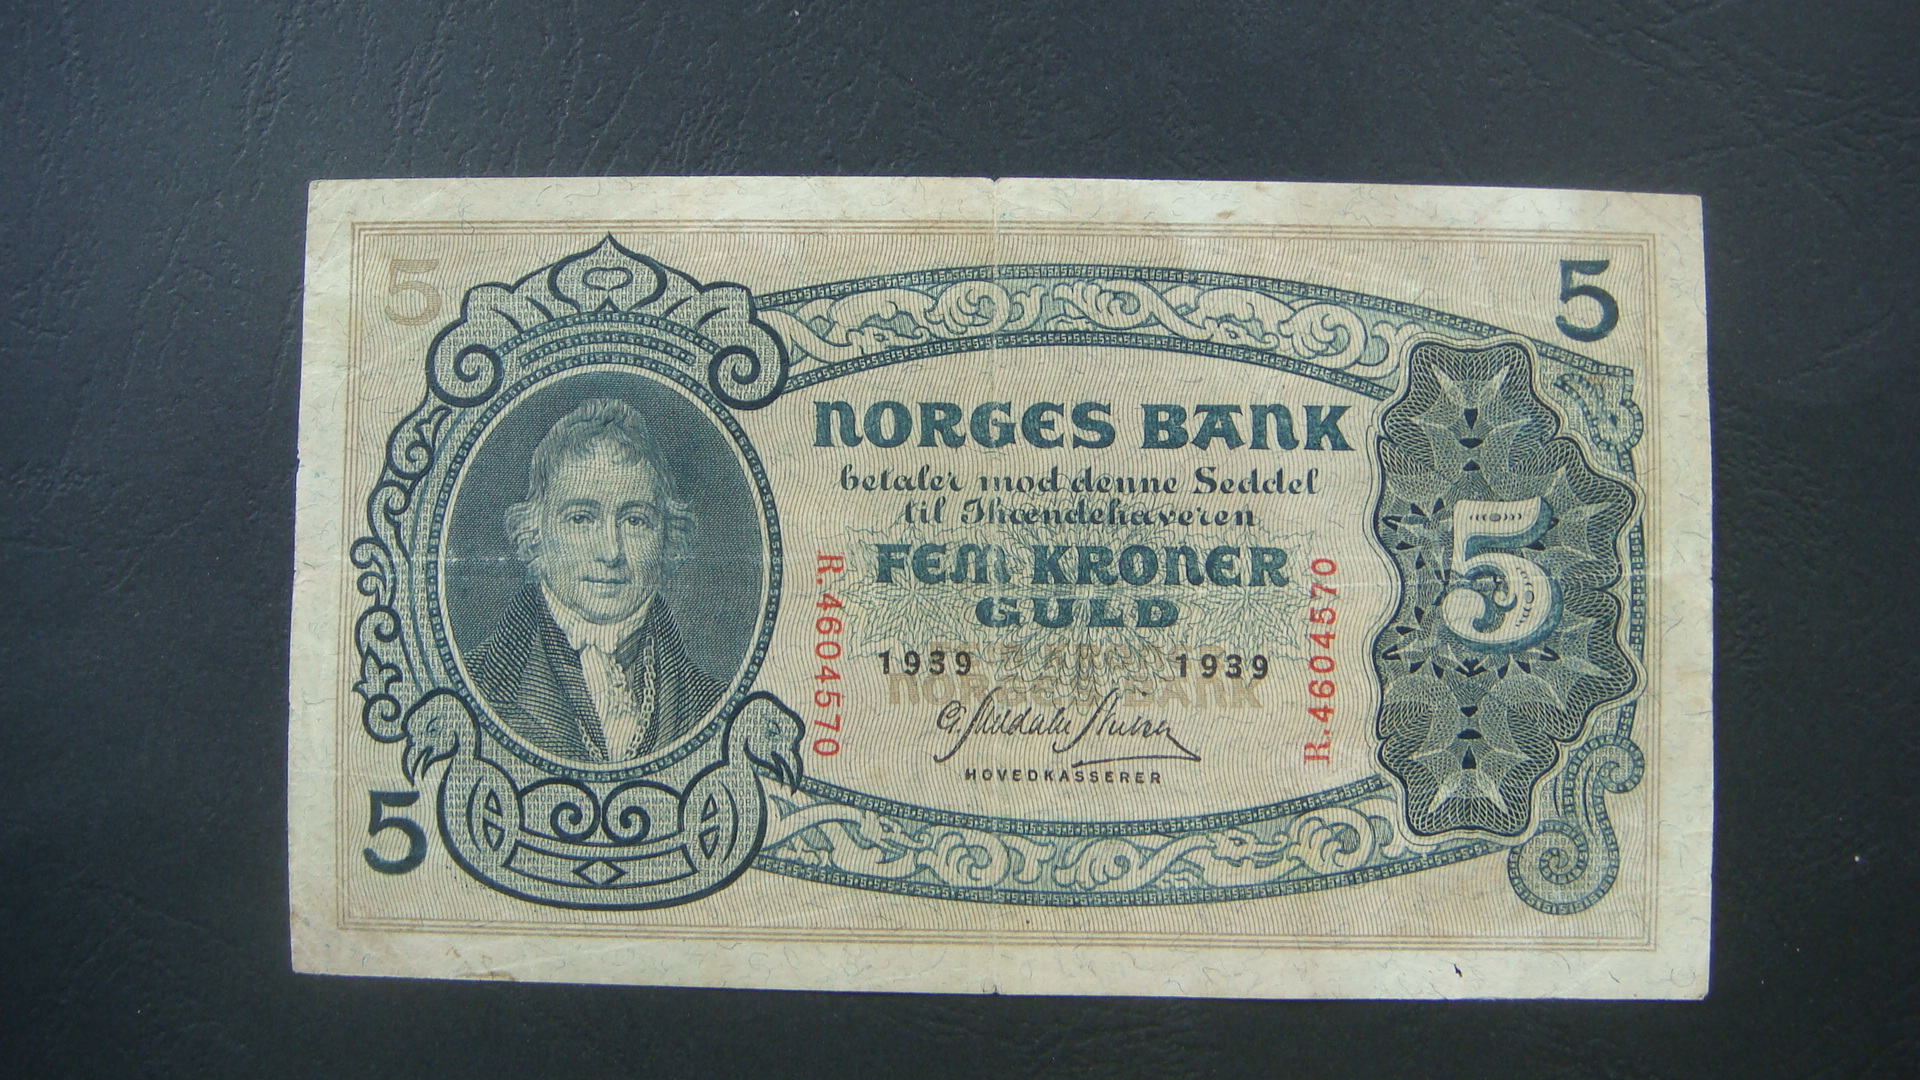 5
5
NORGES BANK
betaler mod denne Seddel
til Ihændehaveren
FEM KRONER
GULD
R.4604570
R.4604570
1939 1939
NORGES BANK
HOVEDKASSERER
5
5